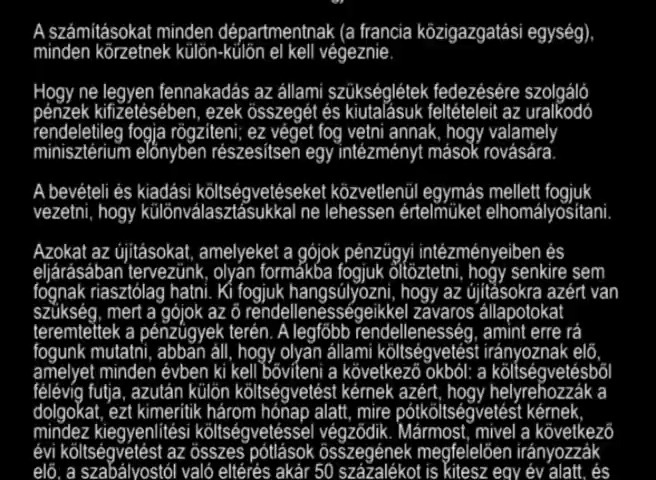 A számításokat minden départmentnak (a francia közigazgatási egység),
minden körzetnek külön-külön el kell végeznie.
Hogy ne legyen fennakadás az állami szükséglétek fedezésére szolgáló
pénzek kifizetésében, ezek összegét és kiutalásuk feltételeit az uralkodó
rendeletileg fogja rögzíteni; ez véget fog vetni annak, hogy valamely
minisztérium előnyben részesítsen egy intézményt mások rovására.
A bevételi és kiadási költségvetéseket közvetlenül egymás mellett fogjuk
vezetni, hogy különválasztásukkal ne lehessen értelmüket elhomályosítani.
Azokat az újításokat, amelyeket a gójok pénzügyi intézményeiben és
eljárásában tervezünk, olyan formákba fogjuk öltöztetni, hogy senkire sem
fognak riasztólag hatni. Ki fogjuk hangsúlyozni, hogy az újításokra azért van
szükség, mert a gójok az ő rendellenességeikkel zavaros állapotokat
teremtettek a pénzügyek terén. A legfőbb rendellenesség, amint erre rá
fogunk mutatni, abban áll, hogy olyan állami költségvetést irányoznak elő,
amelyet minden évben ki kell bővíteni a következő okból: a költségvetésből
félévig futja, azután külön költségvetést kérnek azért, hogy helyrehozzák a
dolgokat, ezt kimerítik három hónap alatt, mire pótköltségvetést kérnek,
mindez kiegyenlítési költségvetéssel végződik. Mármost, mivel a következő
évi költségvetést az összes pótlások összegének megfelelően irányozzák
elő, a szabályostól való eltérés akár 50 százalékot is kitesz egy év alatt, és